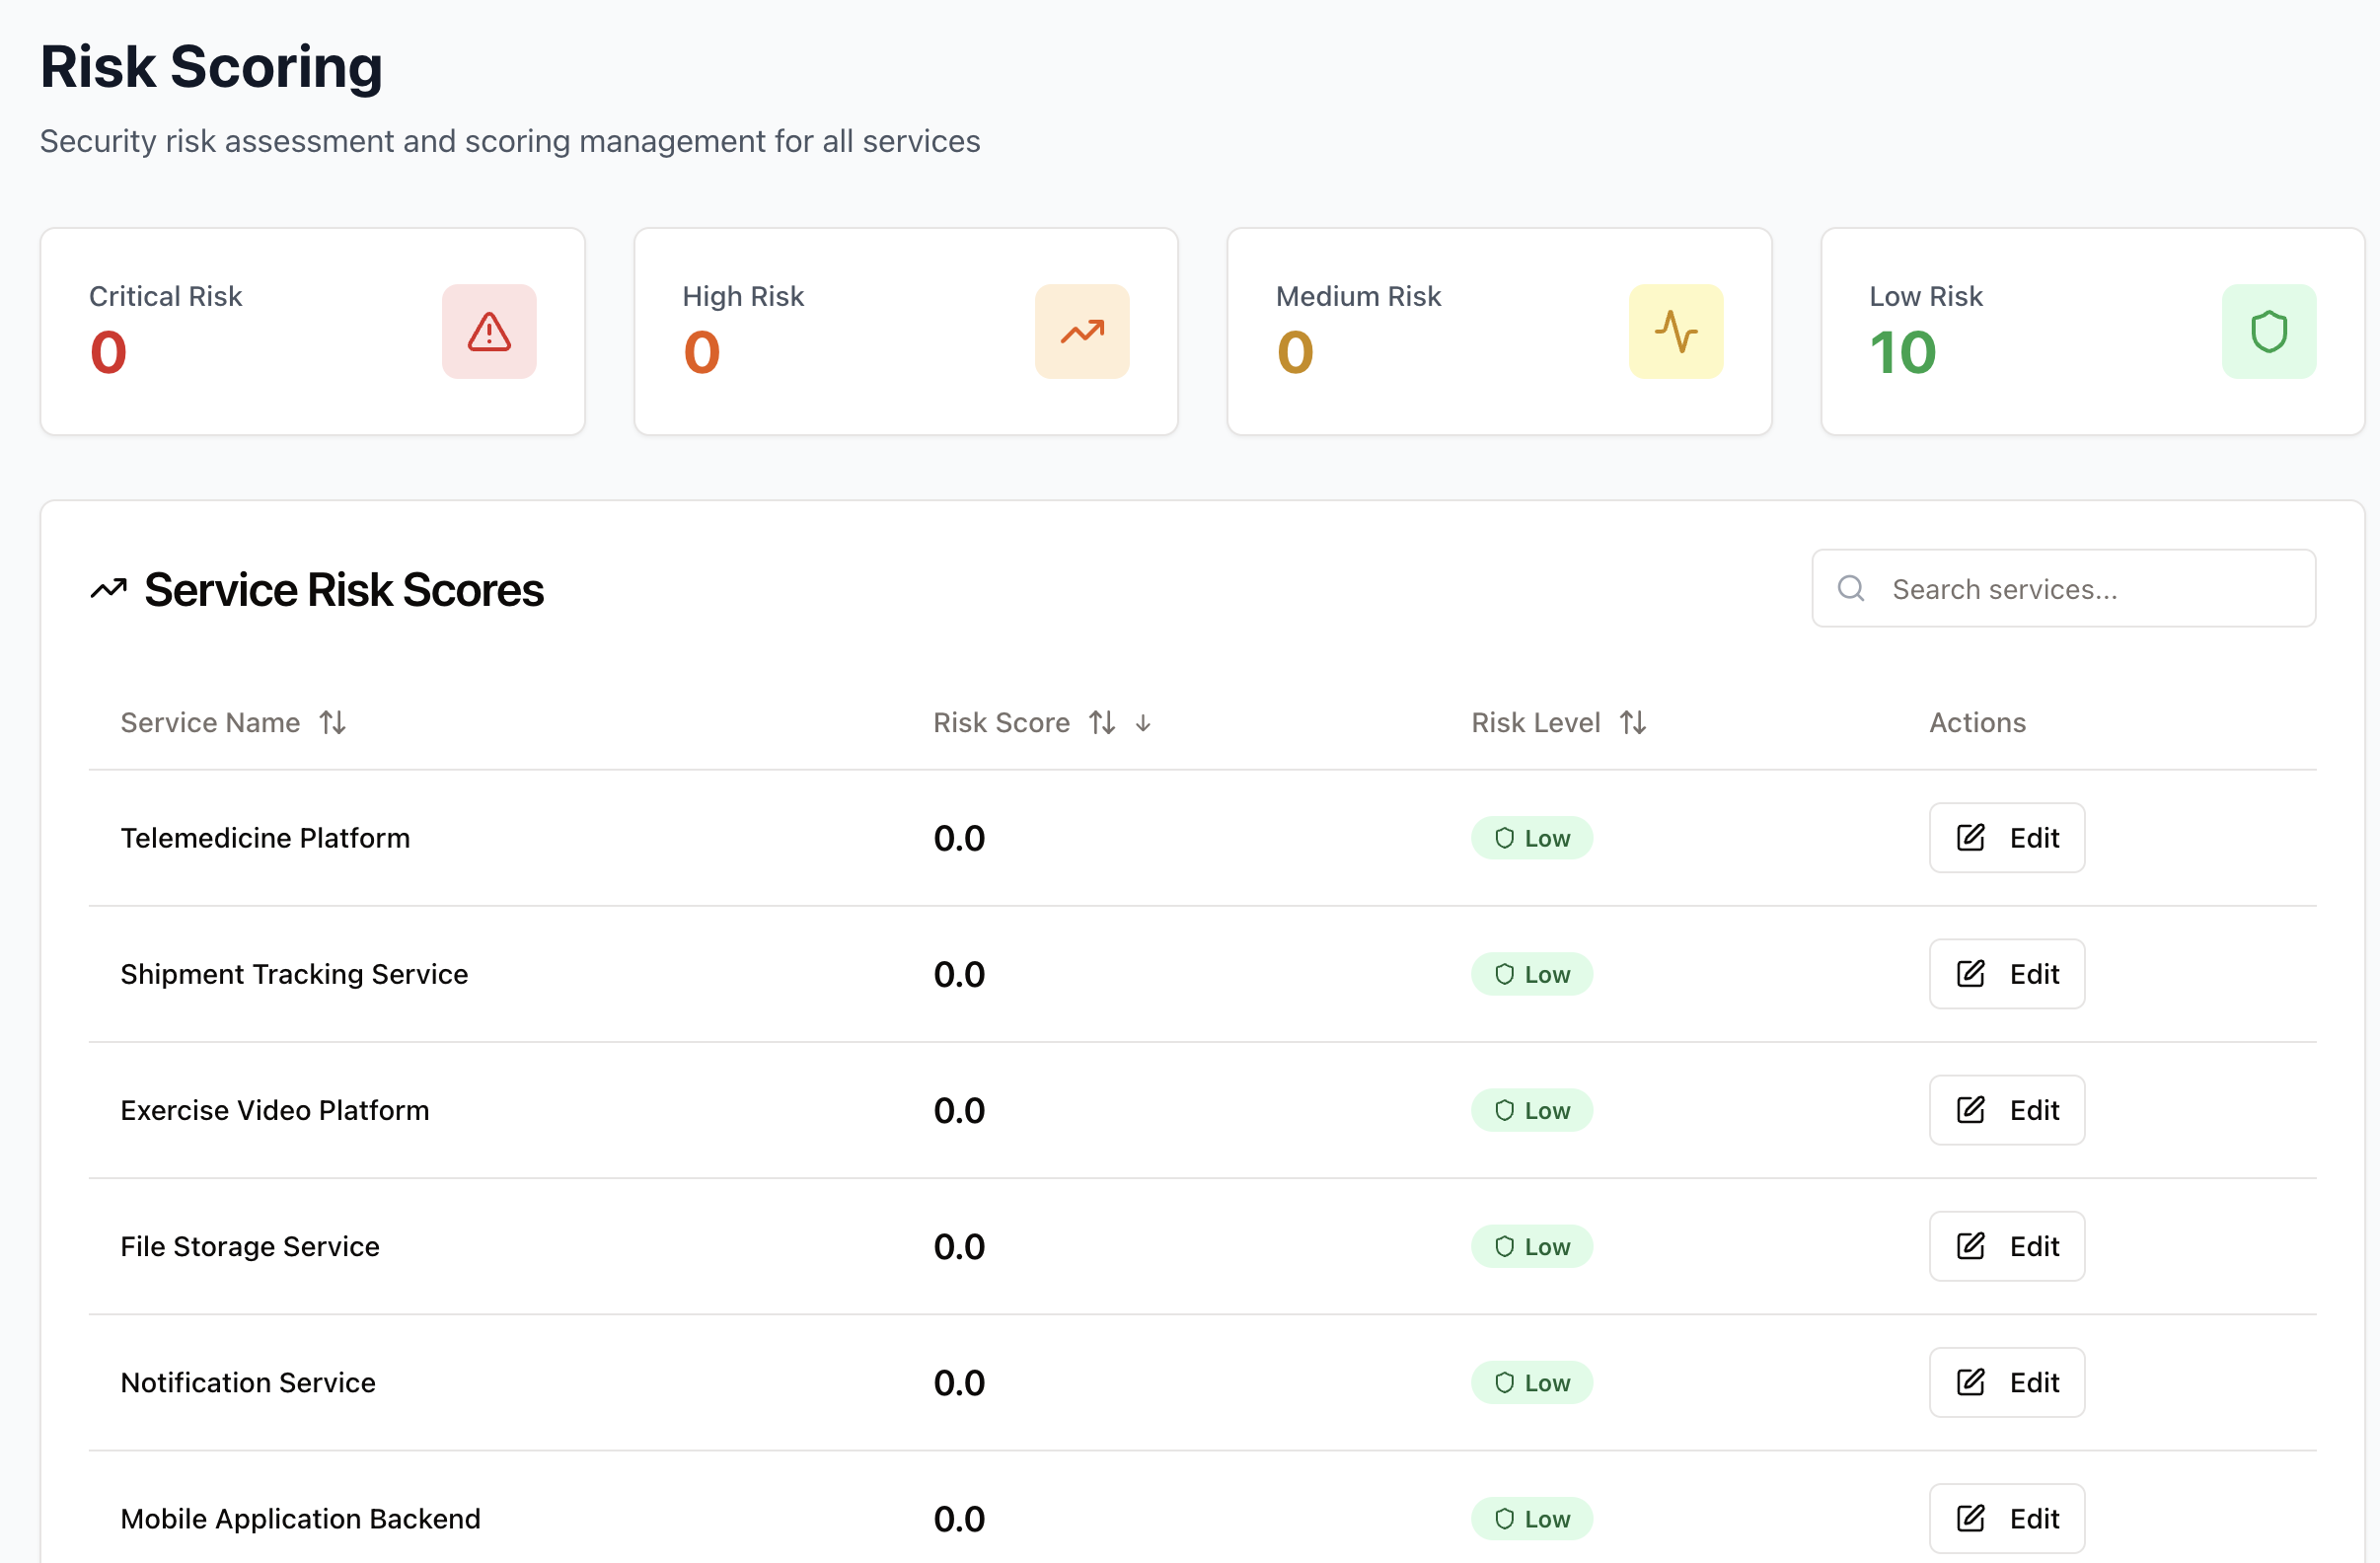 Risk Scoring
Security risk assessment and scoring management for all services
Critical Risk
0
High Risk
0
Medium Risk
0
Low Risk
10
Service Risk Scores
Search services...
Service Name Risk Score Risk Level Actions
Telemedicine Platform 0.0 Low Edit
Shipment Tracking Service 0.0 Low Edit
Exercise Video Platform 0.0 Low Edit
File Storage Service 0.0 Low Edit
Notification Service 0.0 Low Edit
Mobile Application Backend 0.0 Low Edit